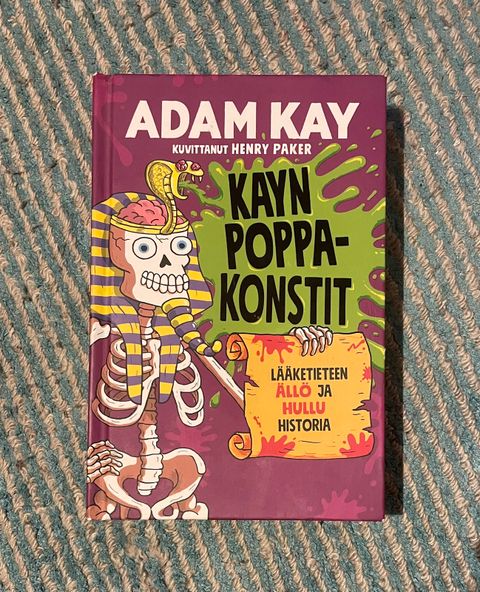 ADAM KAY
KUVITTANUT HENRY PAKER
KAYN
POPPA-
KONSTIT
LÄÄKETIETEEN
ÄLLÖ JA
HULLU
HISTORIA